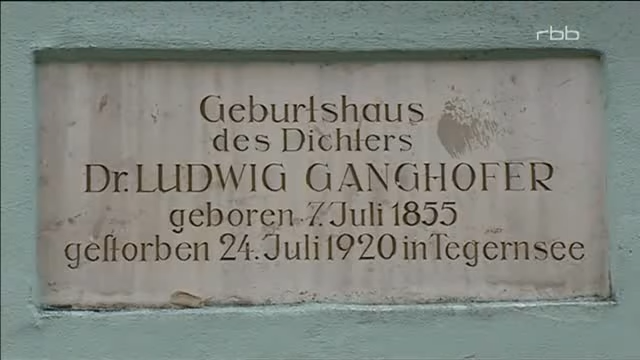 rbb
Geburtshaus
des Dichters
Dr. LUDWIG GANGHOFER
geboren 7. Juli 1855
geſtorben 24. Juli 1920 in Tegernsee